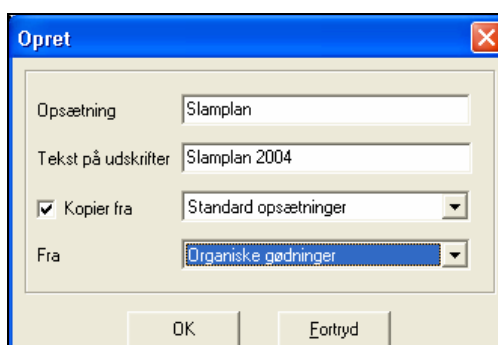 Opret
Opsætning Slamplan
Tekst på udskrifter Slamplan 2004
Kopier fra Standard opsætninger
Fra Organiske gødninger
OK Fortryd